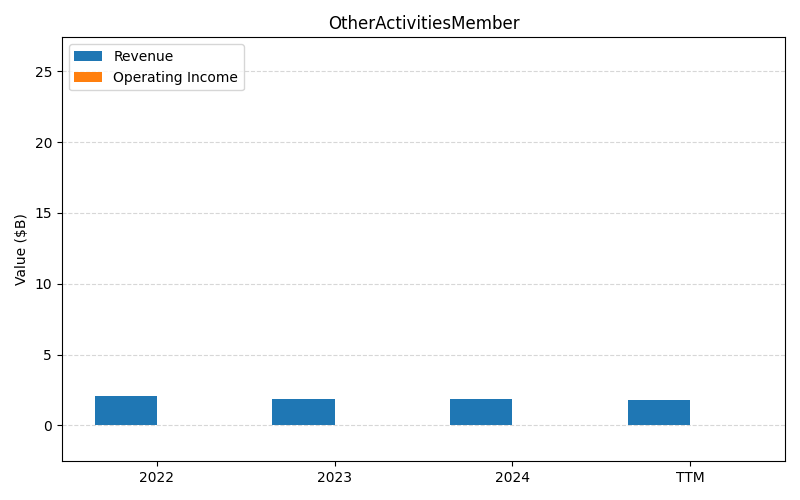 OtherActivitiesMember
Revenue
Operating Income
Value ($B)
25
20
15
10
5
0
2022
2023
2024
TTM